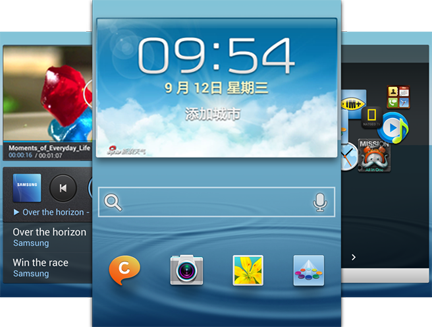 09:54
9 月 12日 星期三
添加城市
Moments_of_Everyday_Life
00:00:16 / 00:01:07
SAMSUNG
▶ Over the horizon -
Over the horizon
Samsung
Win the race
Samsung
C
MISSION